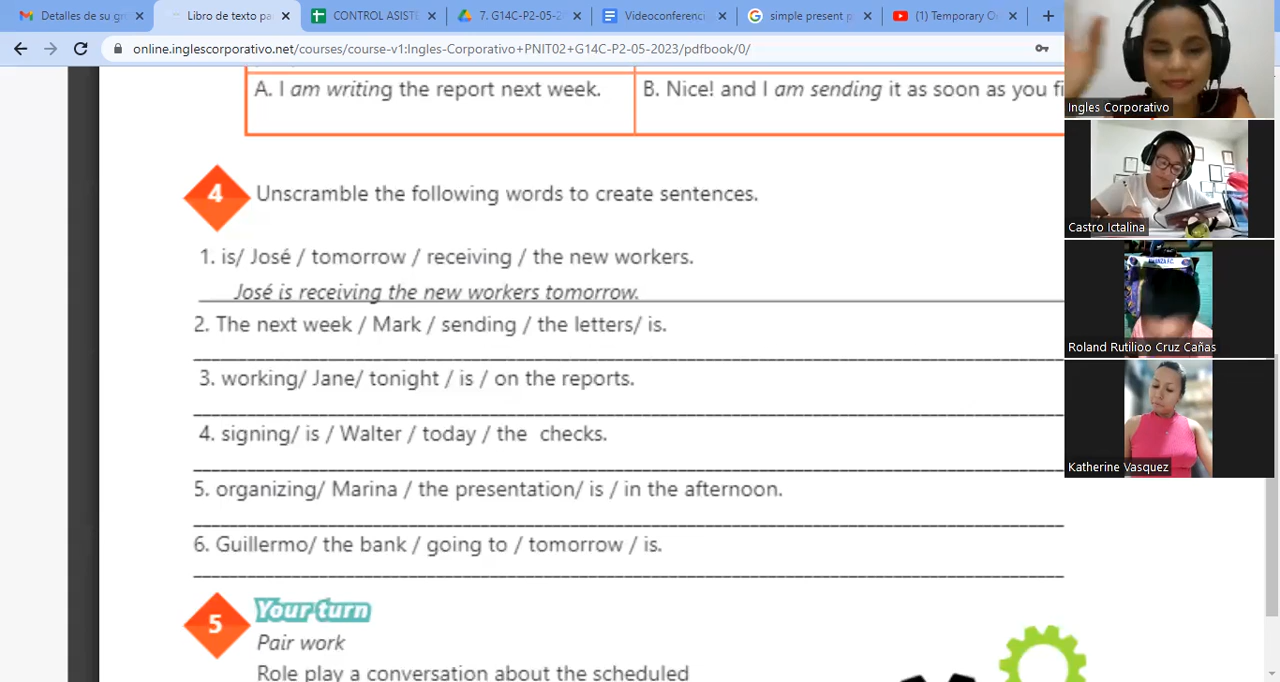 Detalles de su gr
Libro de texto pa
CONTROL ASIST
7. G14C-P2-05-2
Videoconferenci
simple present p
(1) Temporary O
online.inglescorporativo.net/courses/course-v1:Ingles-Corporativo+PNIT02+G14C-P2-05-2023/pdfbook/0/
A. I am writing the report next week.
B. Nice! and I am sending it as soon as you fi
4
Unscramble the following words to create sentences.
1. is/ José / tomorrow / receiving / the new workers.
José is receiving the new workers tomorrow.
2. The next week / Mark / sending / the letters/ is.
3. working/ Jane/ tonight / is / on the reports.
4. signing/ is / Walter / today / the checks.
5. organizing/ Marina / the presentation/ is / in the afternoon.
6. Guillermo/ the bank / going to / tomorrow / is.
5
Your turn
Pair work
Role play a conversation about the scheduled
Ingles Corporativo
Castro Ictalina
Roland Rutilioo Cruz Cañas
Katherine Vasquez